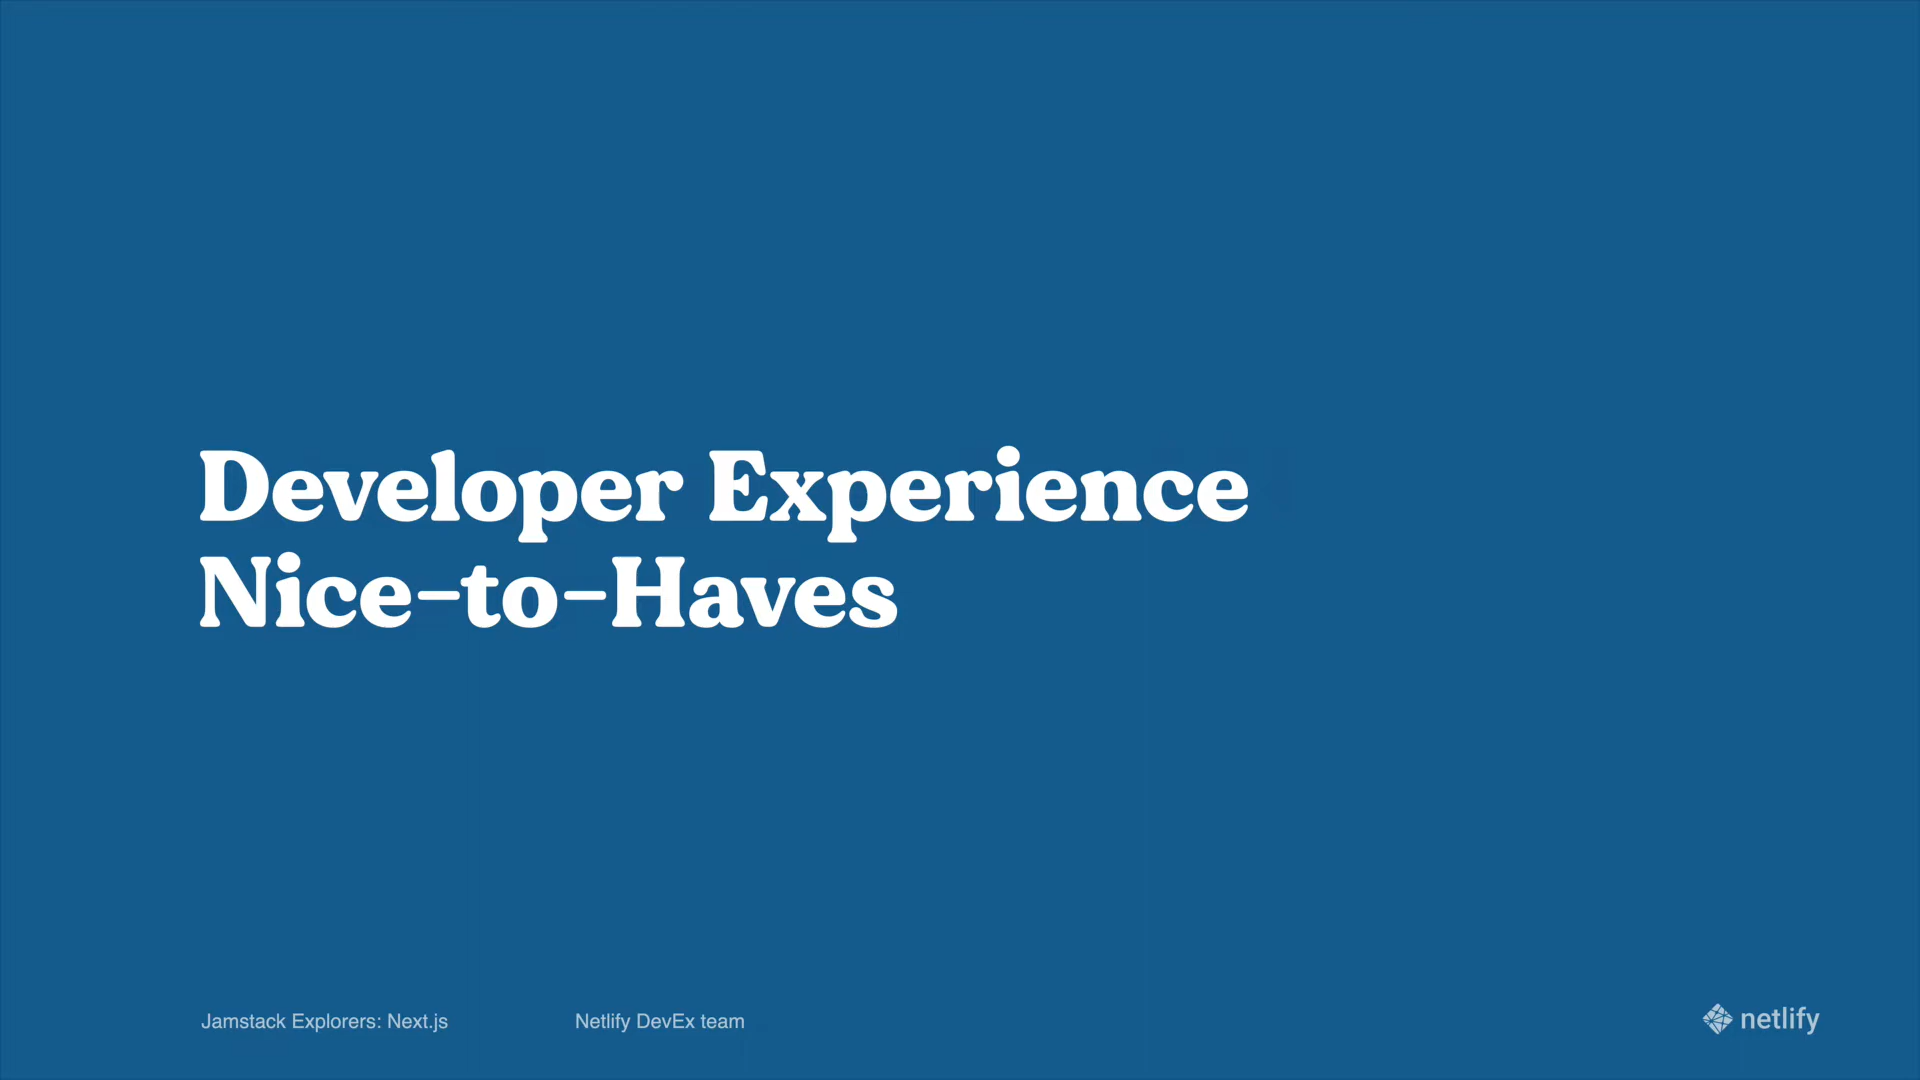 Developer Experience
Nice-to-Haves
Jamstack Explorers: Next.js
Netlify DevEx team
netlify